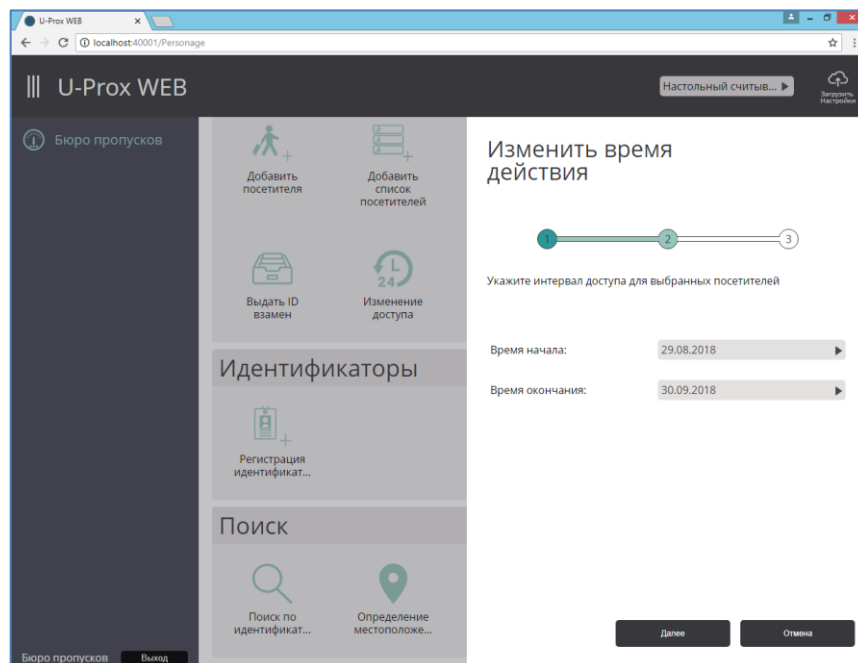 U-Prox WEB
localhost:40001/Personage
U-Prox WEB
Настольный считыв...
Загрузить
Настройки
Бюро пропусков
Добавить
посетителя
Добавить
список
посетителей
Выдать ID
взамен
24
Изменение
доступа
Идентификаторы
Регистрация
идентификат...
Поиск
Поиск по
идентификат...
Определение
местоположе...
Бюро пропусков
Выход
Изменить время
действия
1 2 3
Укажите интервал доступа для выбранных посетителей
Время начала: 29.08.2018
Время окончания: 30.09.2018
Далее Отмена